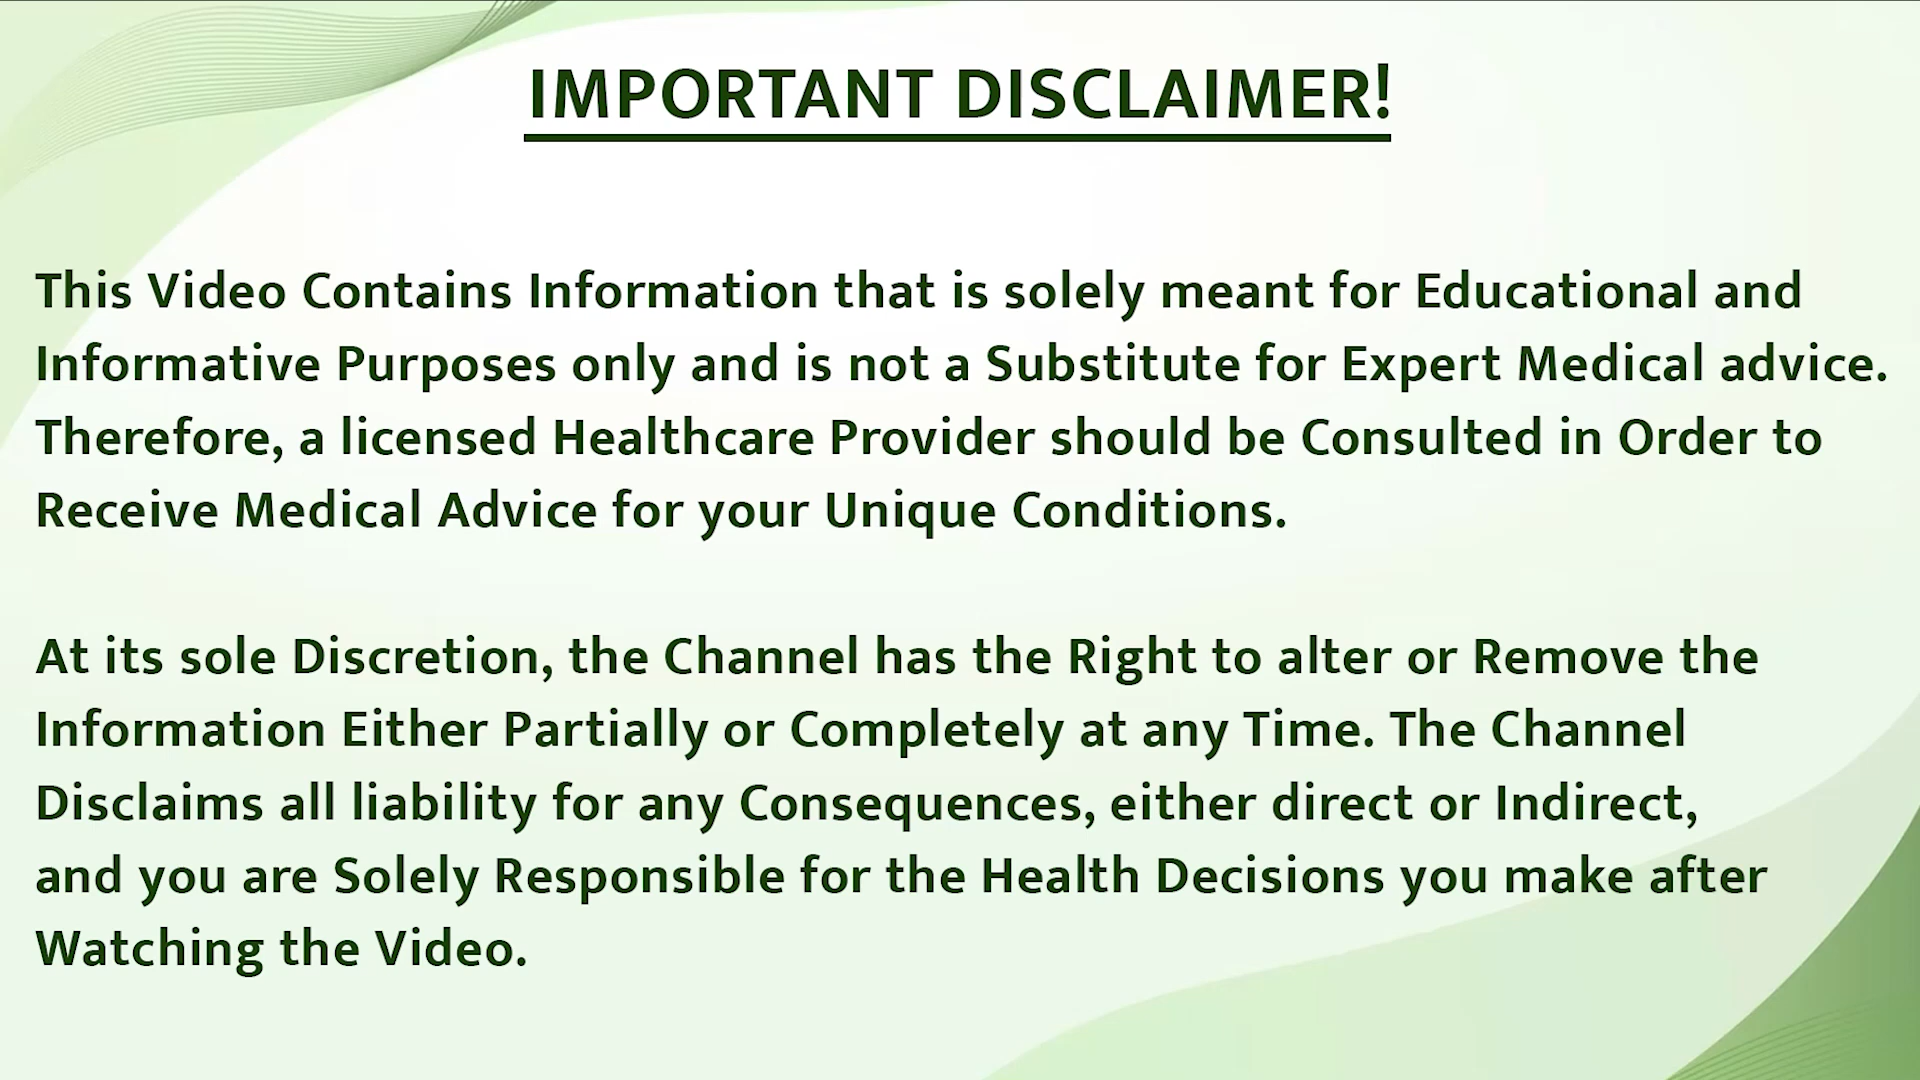 IMPORTANT DISCLAIMER!
This Video Contains Information that is solely meant for Educational and
Informative Purposes only and is not a Substitute for Expert Medical advice.
Therefore, a licensed Healthcare Provider should be Consulted in Order to
Receive Medical Advice for your Unique Conditions.
At its sole Discretion, the Channel has the Right to alter or Remove the
Information Either Partially or Completely at any Time. The Channel
Disclaims all liability for any Consequences, either direct or Indirect,
and you are Solely Responsible for the Health Decisions you make after
Watching the Video.